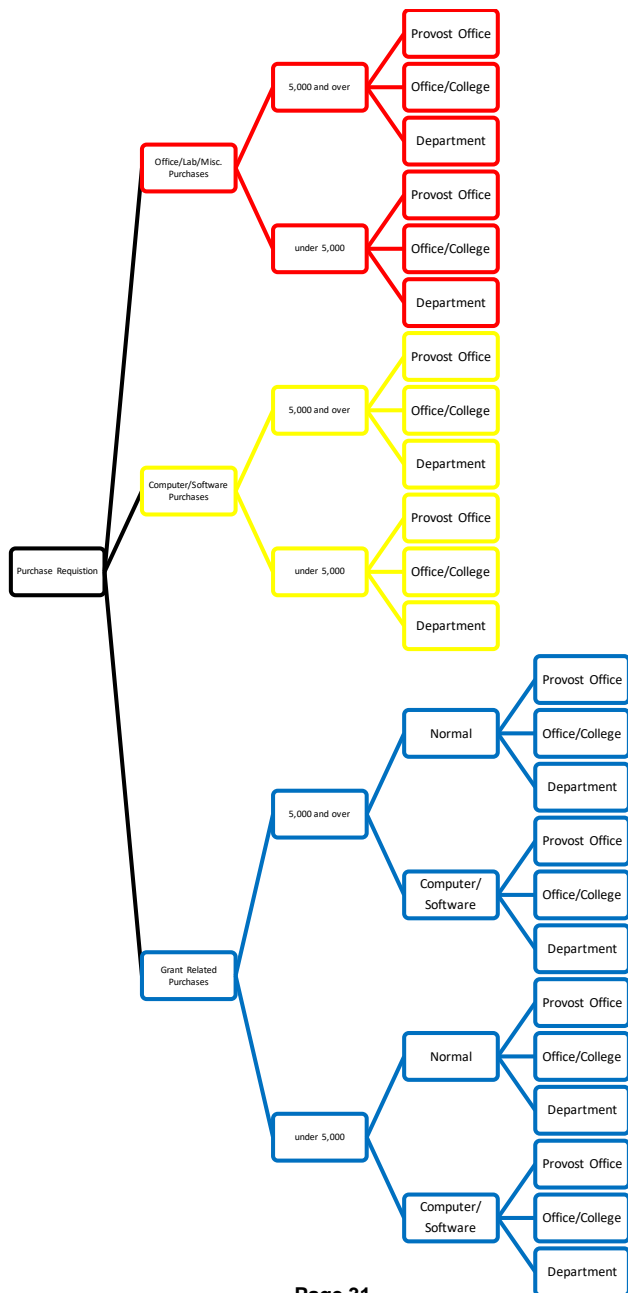 Provost Office
5,000 and over
Office/College
Department
Office/Lab/Misc.
Purchases
Provost Office
under 5,000
Office/College
Department
Provost Office
5,000 and over
Office/College
Department
Computer/Software
Purchases
Provost Office
under 5,000
Office/College
Department
Purchase Requistion
Provost Office
Normal
Office/College
Department
5,000 and over
Provost Office
Computer/
Software
Office/College
Department
Grant Related
Purchases
Provost Office
Normal
Office/College
Department
under 5,000
Provost Office
Computer/
Software
Office/College
Department
Page 31